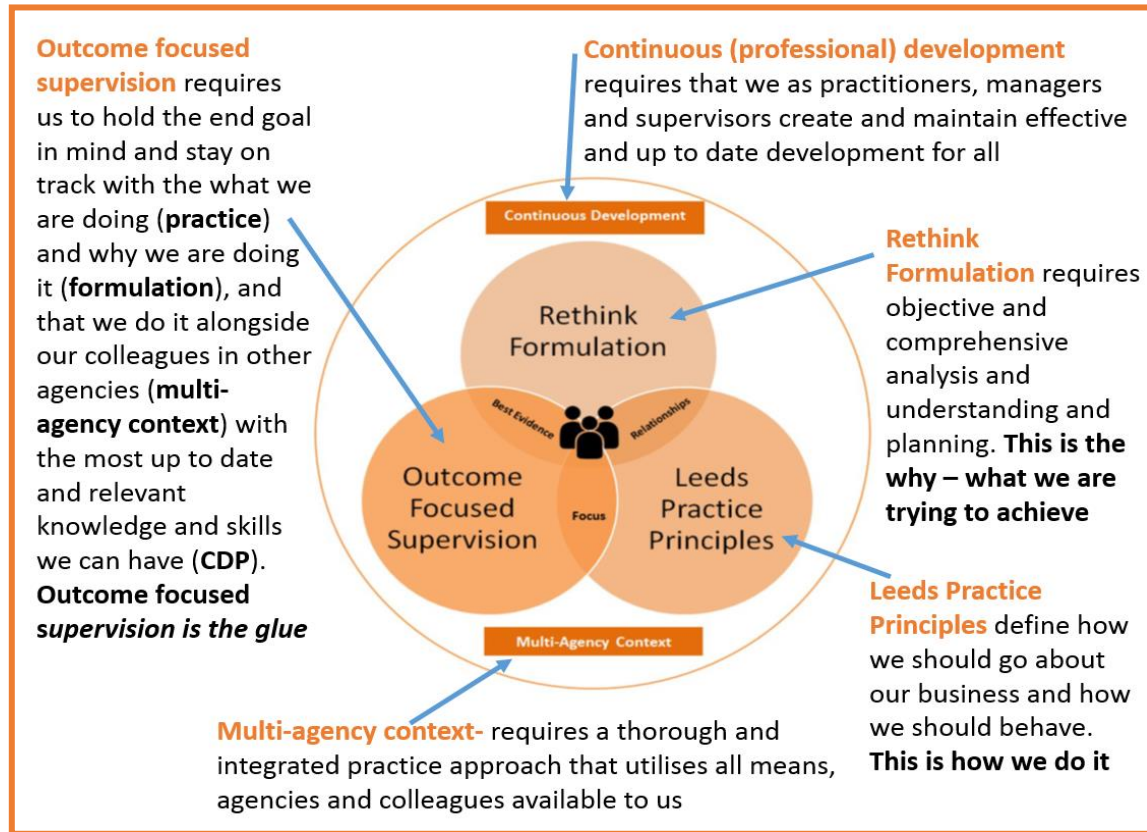 Outcome focused
supervision requires
us to hold the end goal
in mind and stay on
track with the what we
are doing (practice)
and why we are doing
it (formulation), and
that we do it alongside
our colleagues in other
agencies (multi-
agency context) with
the most up to date
and relevant
knowledge and skills
we can have (CDP).
Outcome focused
supervision is the glue
Continuous (professional) development
requires that we as practitioners, managers
and supervisors create and maintain effective
and up to date development for all
Continuous Development
Rethink
Formulation
Best Evidence
Relationships
Outcome
Focused
Supervision
Focus
Leeds
Practice
Principles
Multi-Agency Context
Rethink
Formulation requires
objective and
comprehensive
analysis and
understanding and
planning. This is the
why – what we are
trying to achieve
Leeds Practice
Principles define how
we should go about
our business and how
we should behave.
This is how we do it
Multi-agency context- requires a thorough and
integrated practice approach that utilises all means,
agencies and colleagues available to us